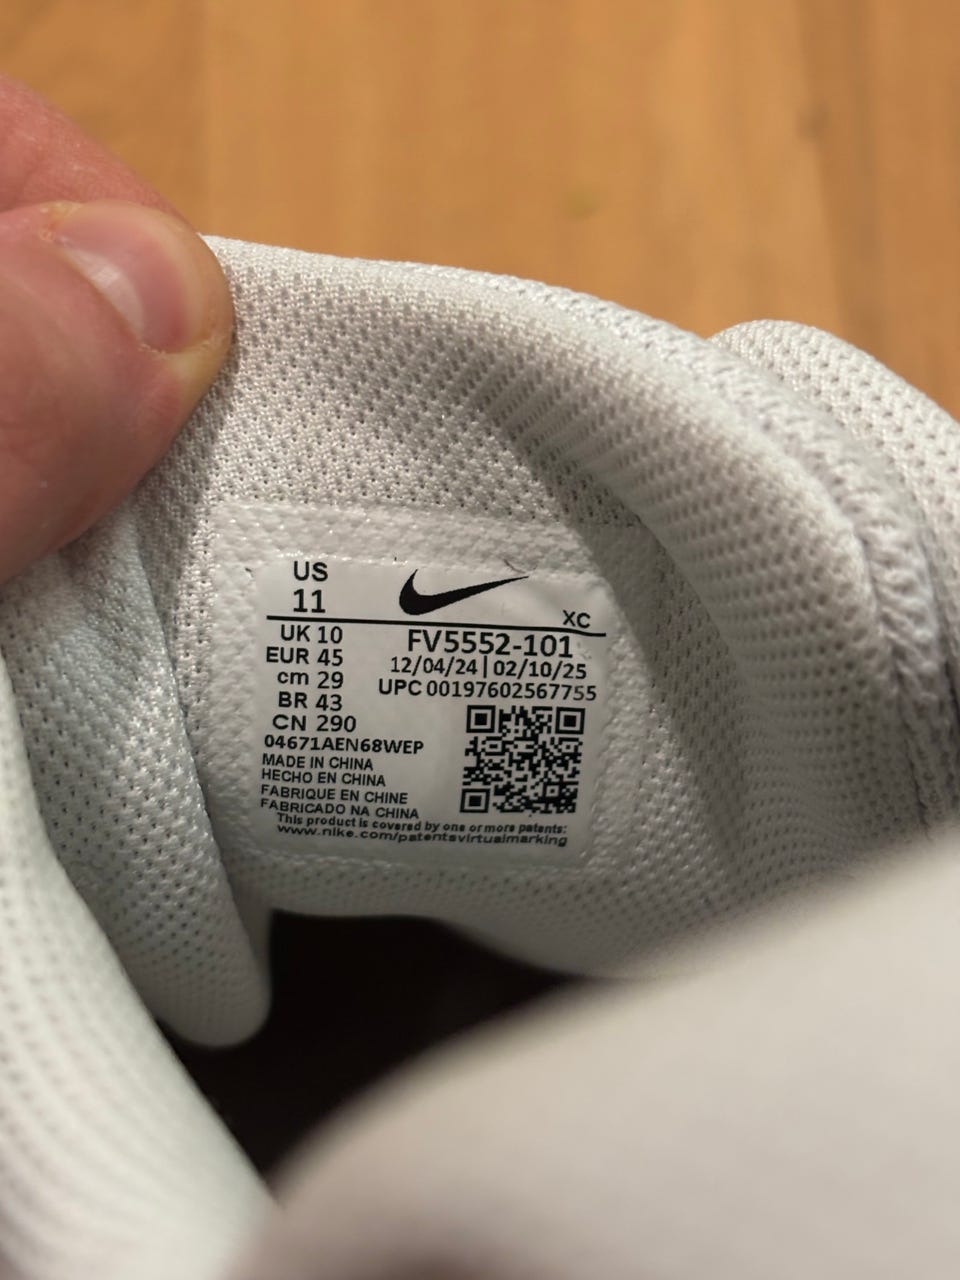 US
11
XC
UK 10
EUR 45
cm 29
BR 43
CN 290
FV5552-101
12/04/24 | 02/10/25
UPC 00197602567755
04671AEN68WEP
MADE IN CHINA
HECHO EN CHINA
FABRIQUE EN CHINE
FABRICADO NA CHINA
This product is covered by one or more patents:
www.nike.com/patentsvirtualmarking